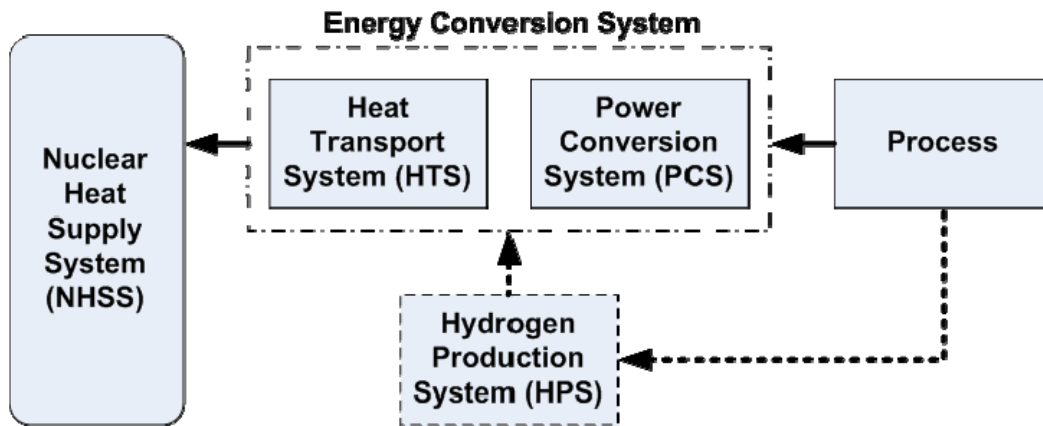 Energy Conversion System
Nuclear
Heat
Supply
System
(NHSS)
Heat
Transport
System (HTS)
Power
Conversion
System (PCS)
Process
Hydrogen
Production
System (HPS)